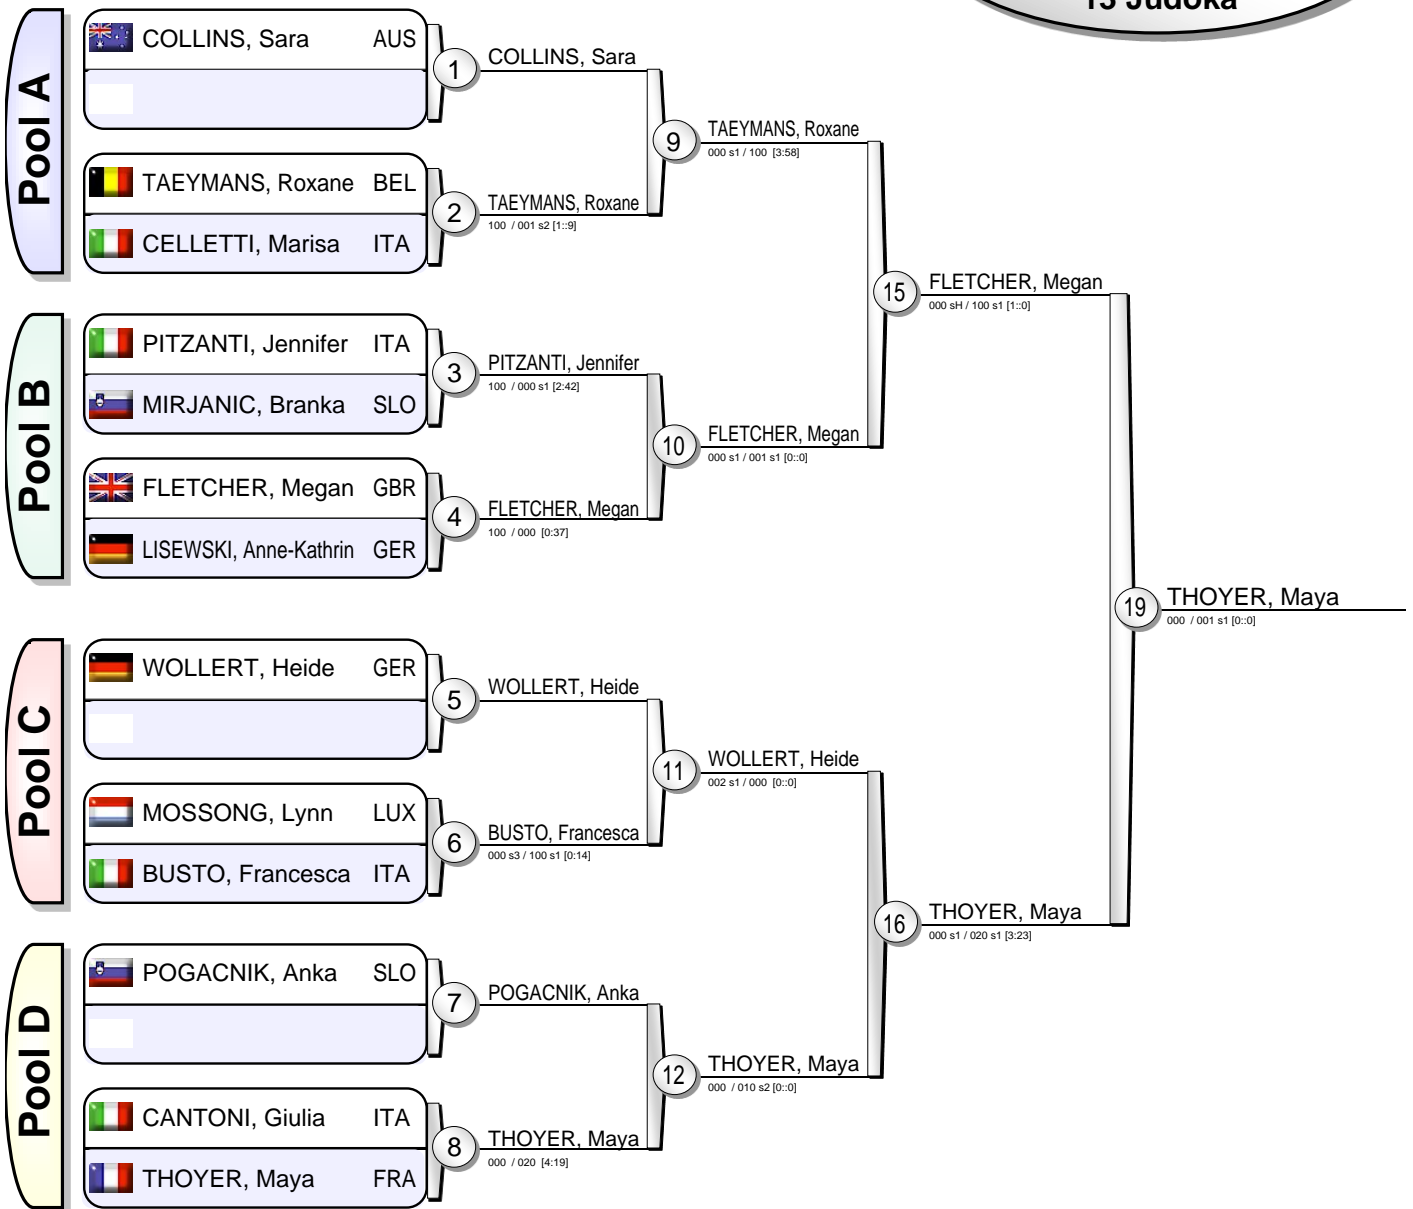 13 Judoka
Pool A
COLLINS, Sara AUS
TAEYMANS, Roxane BEL
CELLETTI, Marisa ITA
Pool B
PITZANTI, Jennifer ITA
MIRJANIC, Branka SLO
FLETCHER, Megan GBR
LISEWSKI, Anne-Kathrin GER
Pool C
WOLLERT, Heide GER
MOSSONG, Lynn LUX
BUSTO, Francesca ITA
Pool D
POGACNIK, Anka SLO
CANTONI, Giulia ITA
THOYER, Maya FRA
1
COLLINS, Sara
2
TAEYMANS, Roxane
100 / 001 s2 [1::9]
3
PITZANTI, Jennifer
100 / 000 s1 [2:42]
4
FLETCHER, Megan
100 / 000 [0:37]
5
WOLLERT, Heide
6
BUSTO, Francesca
000 s3 / 100 s1 [0:14]
7
POGACNIK, Anka
8
THOYER, Maya
000 / 020 [4:19]
9
TAEYMANS, Roxane
000 s1 / 100 [3:58]
10
FLETCHER, Megan
000 s1 / 001 s1 [0::0]
11
WOLLERT, Heide
002 s1 / 000 [0::0]
12
THOYER, Maya
000 / 010 s2 [0::0]
15
FLETCHER, Megan
000 sH / 100 s1 [1::0]
16
THOYER, Maya
000 s1 / 020 s1 [3:23]
19
THOYER, Maya
000 / 001 s1 [0::0]